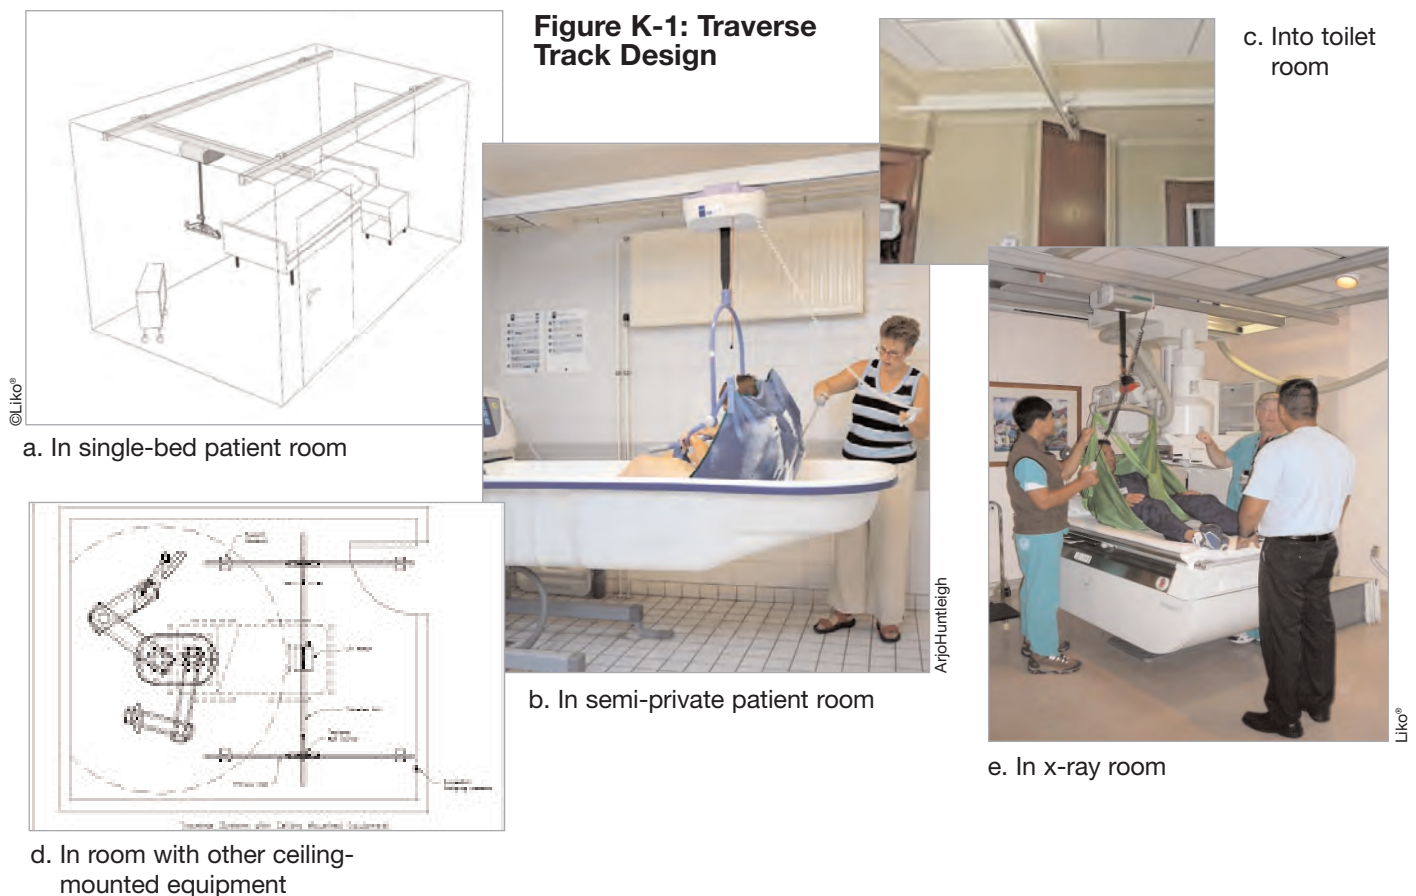 Figure K-1: Traverse
Track Design
©Liko®
a. In single-bed patient room
ArjoHuntleigh
b. In semi-private patient room
c. Into toilet
room
d. In room with other ceiling-
mounted equipment
Liko®
e. In x-ray room